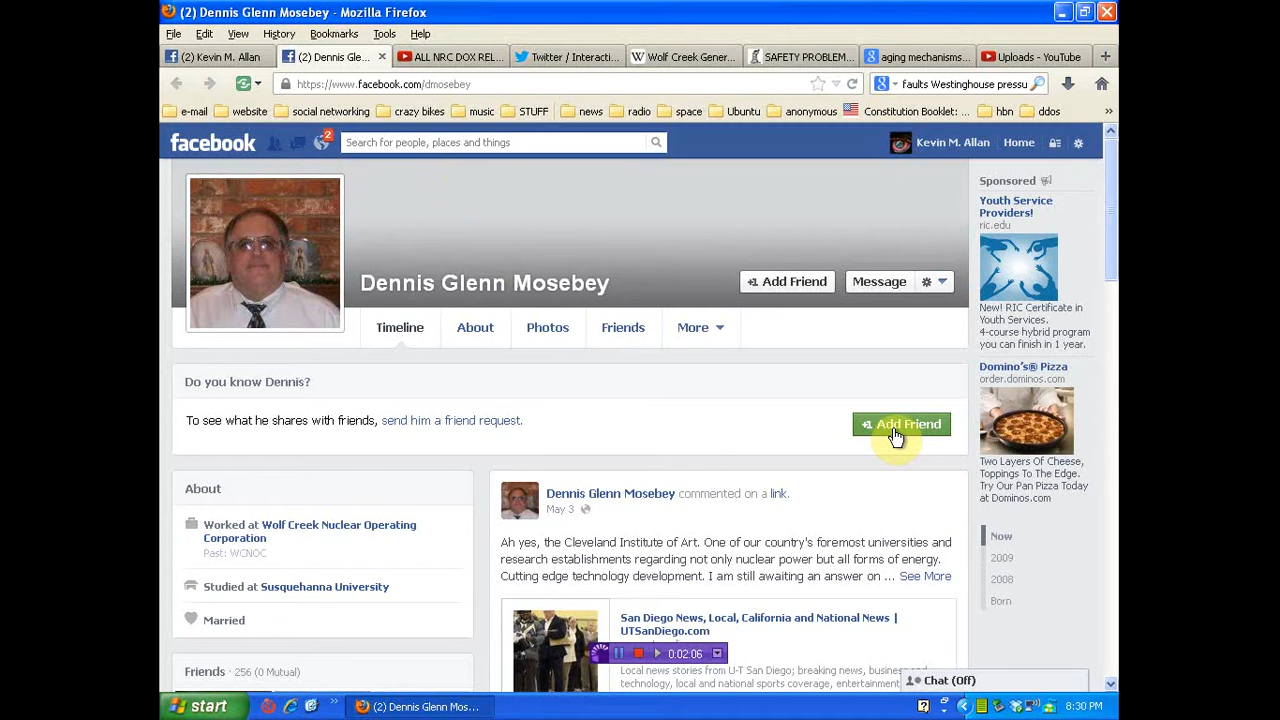 (2) Dennis Glenn Mosebey - Mozilla Firefox
File Edit View History Bookmarks Tools Help
(2) Kevin M. Allan
(2) Dennis Gle...
ALL NRC DOX REL...
Twitter / Interacti...
Wolf Creek Gener...
SAFETY PROBLEM...
aging mechanisms...
Uploads - YouTube
https://www.facebook.com/dmosebey
faults Westinghouse pressu
e-mail website social networking crazy bikes music STUFF news radio space Ubuntu anonymous Constitution Booklet: ... hbn ddos »
facebook 2 Search for people, places and things Kevin M. Allan Home
Dennis Glenn Mosebey
+1 Add Friend Message
Timeline About Photos Friends More
Do you know Dennis?
To see what he shares with friends, send him a friend request.
+1 Add Friend
About
Worked at Wolf Creek Nuclear Operating
Corporation
Past: WCNOC
Studied at Susquehanna University
Married
Friends · 256 (0 Mutual)
Dennis Glenn Mosebey commented on a link.
May 3
Ah yes, the Cleveland Institute of Art. One of our country's foremost universities and
research establishments regarding not only nuclear power but all forms of energy.
Cutting edge technology development. I am still awaiting an answer on ... See More
San Diego News, Local, California and National News |
UTSanDiego.com
0:02:06
Local news stories from U-T San Diego; breaking news, business and
technology, local and national sports coverage, entertainment
Sponsored
Youth Service
Providers!
ric.edu
New! RIC Certificate in
Youth Services.
4-course hybrid program
you can finish in 1 year.
Domino's® Pizza
order.dominos.com
Two Layers Of Cheese,
Toppings To The Edge.
Try Our Pan Pizza Today
at Dominos.com
Now
2009
2008
Born
Chat (Off)
start
»
(2) Dennis Glenn Mos...
8:30 PM